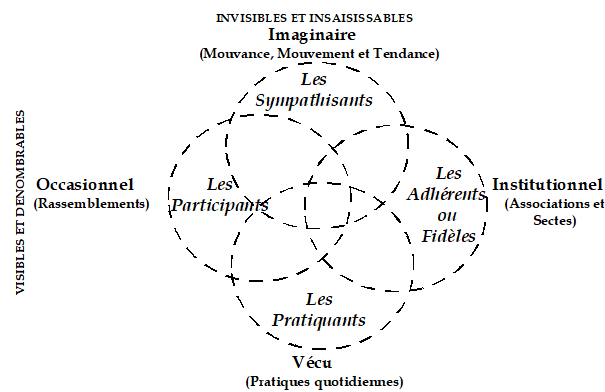 INVISIBLES ET INSAISISSABLES
Imaginaire
(Mouvance, Mouvement et Tendance)
Les
Sympathisants
VISIBLES ET DENOMBRABLES
Occasionnel
(Rassemblements)
Les
Participants
Les
Adhérents
ou
Fidèles
Institutionnel
(Associations et
Sectes)
Les
Pratiquants
Vécu
(Pratiques quotidiennes)